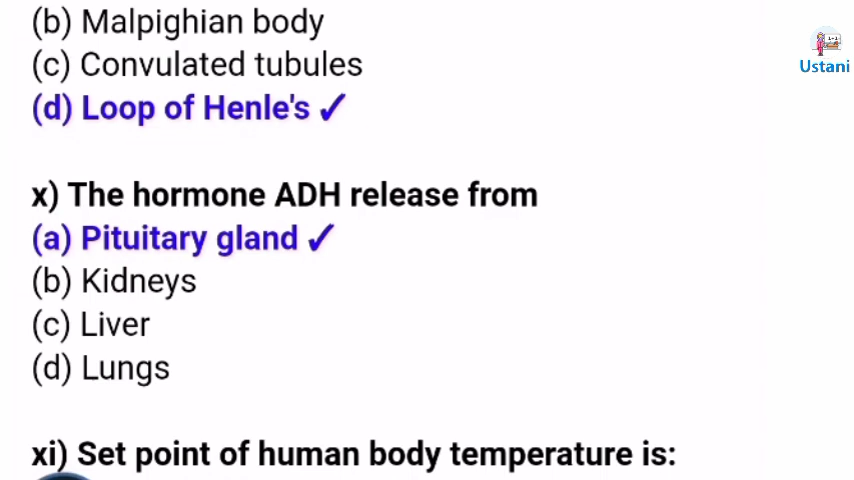 (b) Malpighian body
(c) Convulated tubules
(d) Loop of Henle's ✓
Ustani
x) The hormone ADH release from
(a) Pituitary gland ✓
(b) Kidneys
(c) Liver
(d) Lungs
xi) Set point of human body temperature is: